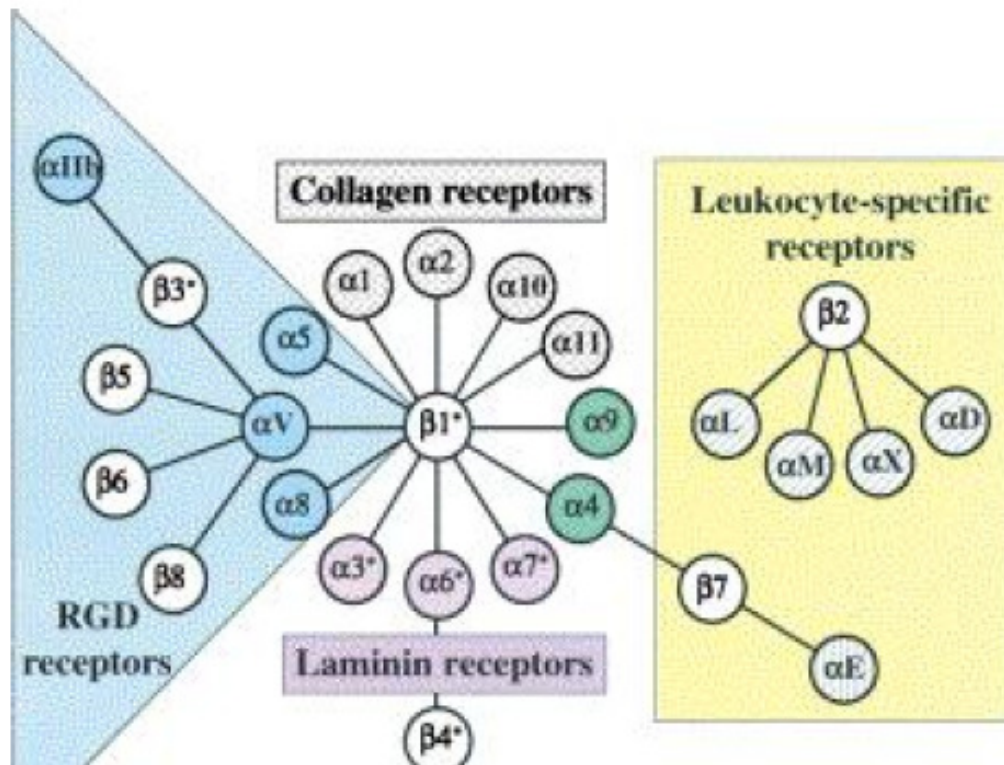 αIIb
Collagen receptors
Leukocyte-specific
receptors
α2
α1
α10
β3*
β2
α5
α11
β5
αV
β1*
α9
αL
αD
αM
αX
β6
α8
α4
β8
α3*
α6*
α7*
β7
RGD
receptors
Laminin receptors
αE
β4*